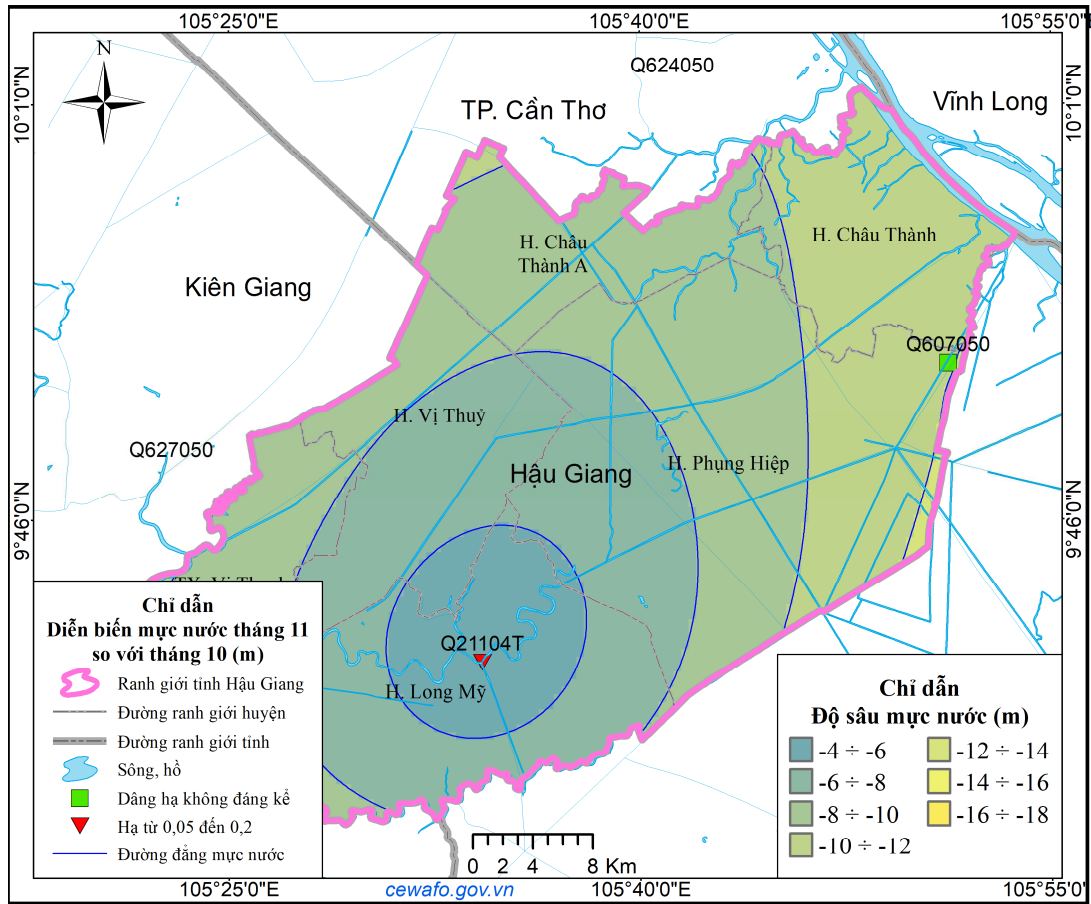 105°25'0"E
105°40'0"E
105°55'0"E
N
Q624050
TP. Cần Thơ
Vĩnh Long
10°1'0"N
10°1'0"N
H. Châu
Thành A
H. Châu Thành
Kiên Giang
Q607050
H. Vị Thuỷ
Q627050
H. Phụng Hiệp
Hậu Giang
9°46'0"N
9°46'0"N
Q21104T
H. Long Mỹ
Chỉ dẫn
Diễn biến mực nước tháng 11
so với tháng 10 (m)
Ranh giới tỉnh Hậu Giang
Đường ranh giới huyện
Đường ranh giới tỉnh
Sông, hồ
Dâng hạ không đáng kể
Hạ từ 0,05 đến 0,2
Đường đẳng mực nước
Chỉ dẫn
Độ sâu mực nước (m)
-4 ÷ -6
-6 ÷ -8
-8 ÷ -10
-10 ÷ -12
-12 ÷ -14
-14 ÷ -16
-16 ÷ -18
0 2 4 8 Km
cewafo.gov.vn
105°25'0"E
105°40'0"E
105°55'0"E